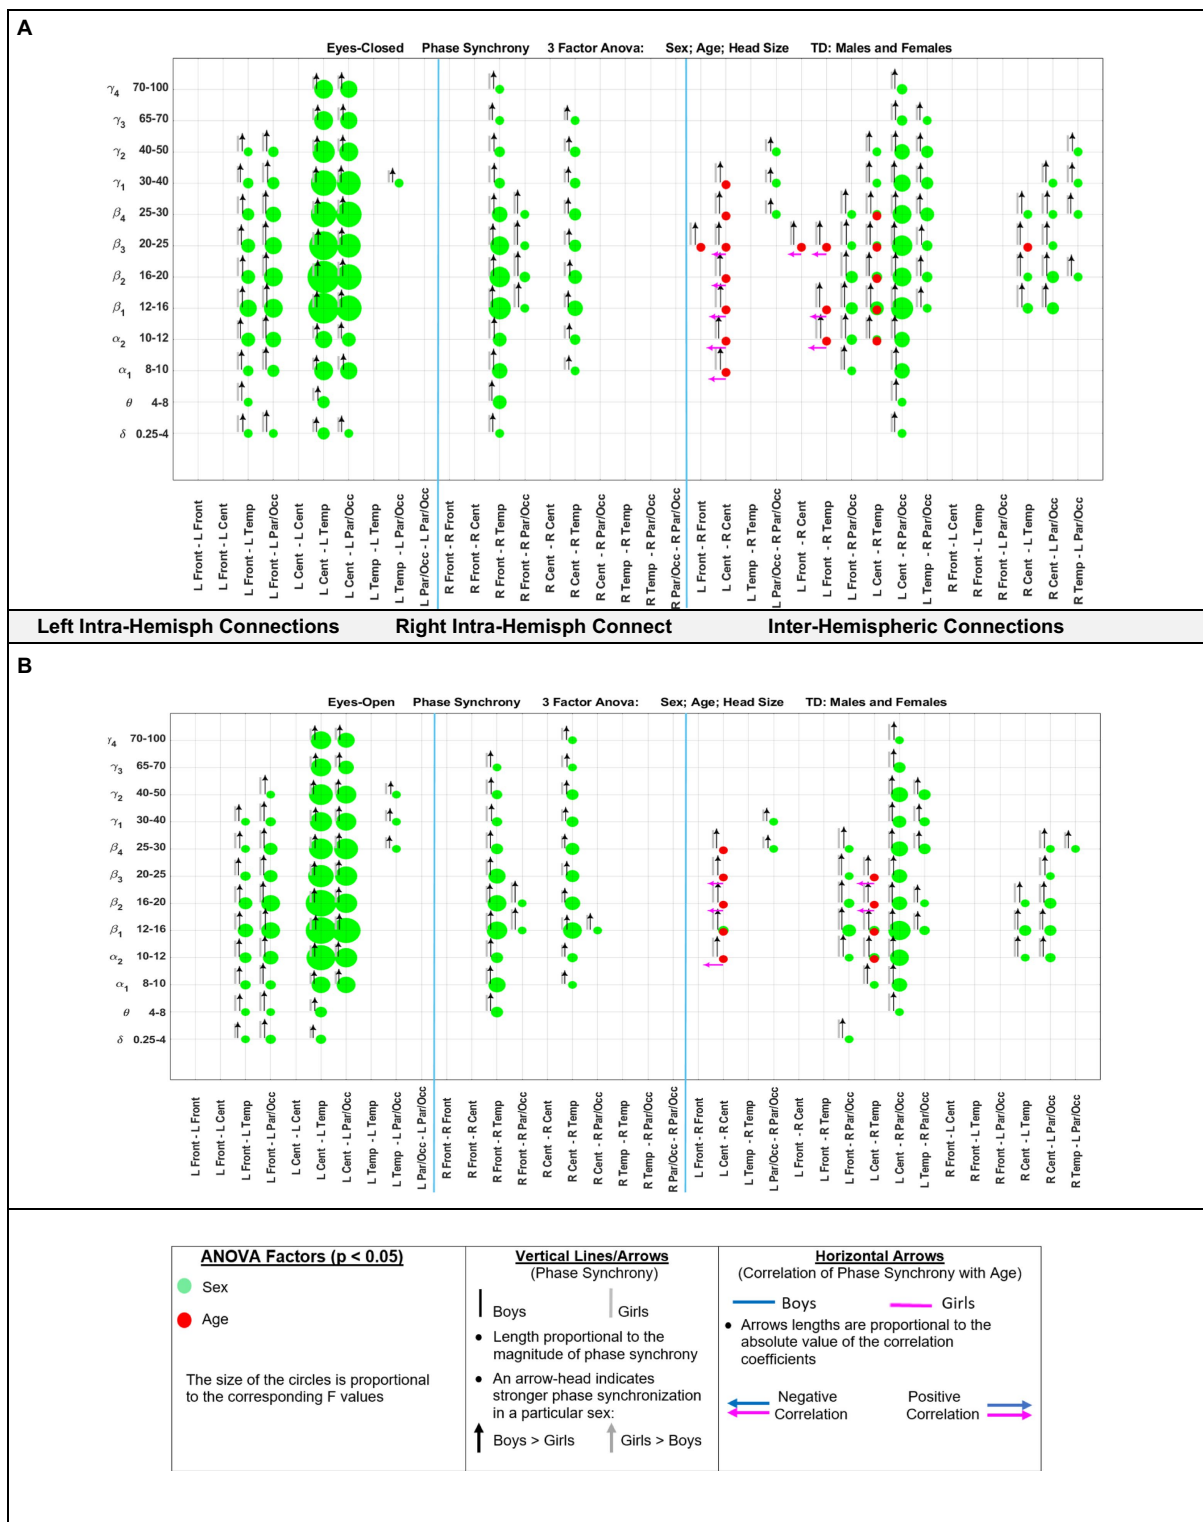 A
Eyes-Closed Phase Synchrony 3 Factor Anova: Sex; Age; Head Size TD: Males and Females
γ4 70-100
γ3 65-70
γ2 40-50
γ1 30-40
β4 25-30
β3 20-25
β2 16-20
β1 12-16
α2 10-12
α1 8-10
θ 4-8
δ 0.25-4
L Front - L Front
L Front - L Cent
L Front - L Temp
L Front - L Par/Occ
L Cent - L Cent
L Cent - L Temp
L Cent - L Par/Occ
L Temp - L Temp
L Temp - L Par/Occ
L Par/Occ - L Par/Occ
R Front - R Front
R Front - R Cent
R Front - R Temp
R Front - R Par/Occ
R Cent - R Cent
R Cent - R Temp
R Cent - R Par/Occ
R Temp - R Temp
R Temp - R Par/Occ
R Par/Occ - R Par/Occ
L Front - R Front
L Cent - R Cent
L Temp - R Temp
L Par/Occ - R Par/Occ
L Front - R Cent
L Front - R Temp
L Front - R Par/Occ
L Cent - R Temp
L Cent - R Par/Occ
L Temp - R Par/Occ
R Front - L Cent
R Front - L Temp
R Front - L Par/Occ
R Cent - L Temp
R Cent - L Par/Occ
R Temp - L Par/Occ
Left Intra-Hemisph Connections Right Intra-Hemisph Connect Inter-Hemispheric Connections
B
Eyes-Open Phase Synchrony 3 Factor Anova: Sex; Age; Head Size TD: Males and Females
γ4 70-100
γ3 65-70
γ2 40-50
γ1 30-40
β4 25-30
β3 20-25
β2 16-20
β1 12-16
α2 10-12
α1 8-10
θ 4-8
δ 0.25-4
L Front - L Front
L Front - L Cent
L Front - L Temp
L Front - L Par/Occ
L Cent - L Cent
L Cent - L Temp
L Cent - L Par/Occ
L Temp - L Temp
L Temp - L Par/Occ
L Par/Occ - L Par/Occ
R Front - R Front
R Front - R Cent
R Front - R Temp
R Front - R Par/Occ
R Cent - R Cent
R Cent - R Temp
R Cent - R Par/Occ
R Temp - R Temp
R Temp - R Par/Occ
R Par/Occ - R Par/Occ
L Front - R Front
L Cent - R Cent
L Temp - R Temp
L Par/Occ - R Par/Occ
L Front - R Cent
L Front - R Temp
L Front - R Par/Occ
L Cent - R Temp
L Cent - R Par/Occ
L Temp - R Par/Occ
R Front - L Cent
R Front - L Temp
R Front - L Par/Occ
R Cent - L Temp
R Cent - L Par/Occ
R Temp - L Par/Occ
ANOVA Factors (p < 0.05)
Sex
Age
The size of the circles is proportional
to the corresponding F values
Vertical Lines/Arrows
(Phase Synchrony)
Boys Girls
● Length proportional to the
magnitude of phase synchrony
● An arrow-head indicates
stronger phase synchronization
in a particular sex:
Boys > Girls Girls > Boys
Horizontal Arrows
(Correlation of Phase Synchrony with Age)
Boys Girls
● Arrows lengths are proportional to the
absolute value of the correlation
coefficients
Negative Positive
Correlation Correlation